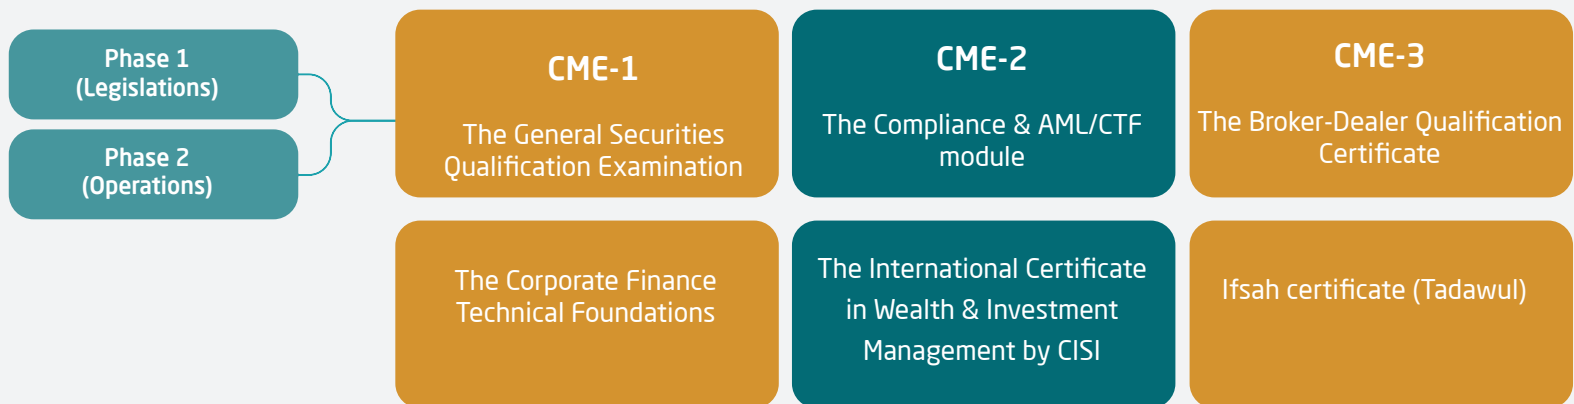 Phase 1
(Legislations)
Phase 2
(Operations)
CME-1
The General Securities
Qualification Examination
CME-2
The Compliance & AML/CTF
module
CME-3
The Broker-Dealer Qualification
Certificate
The Corporate Finance
Technical Foundations
The International Certificate
in Wealth & Investment
Management by CISI
Ifsah certificate (Tadawul)